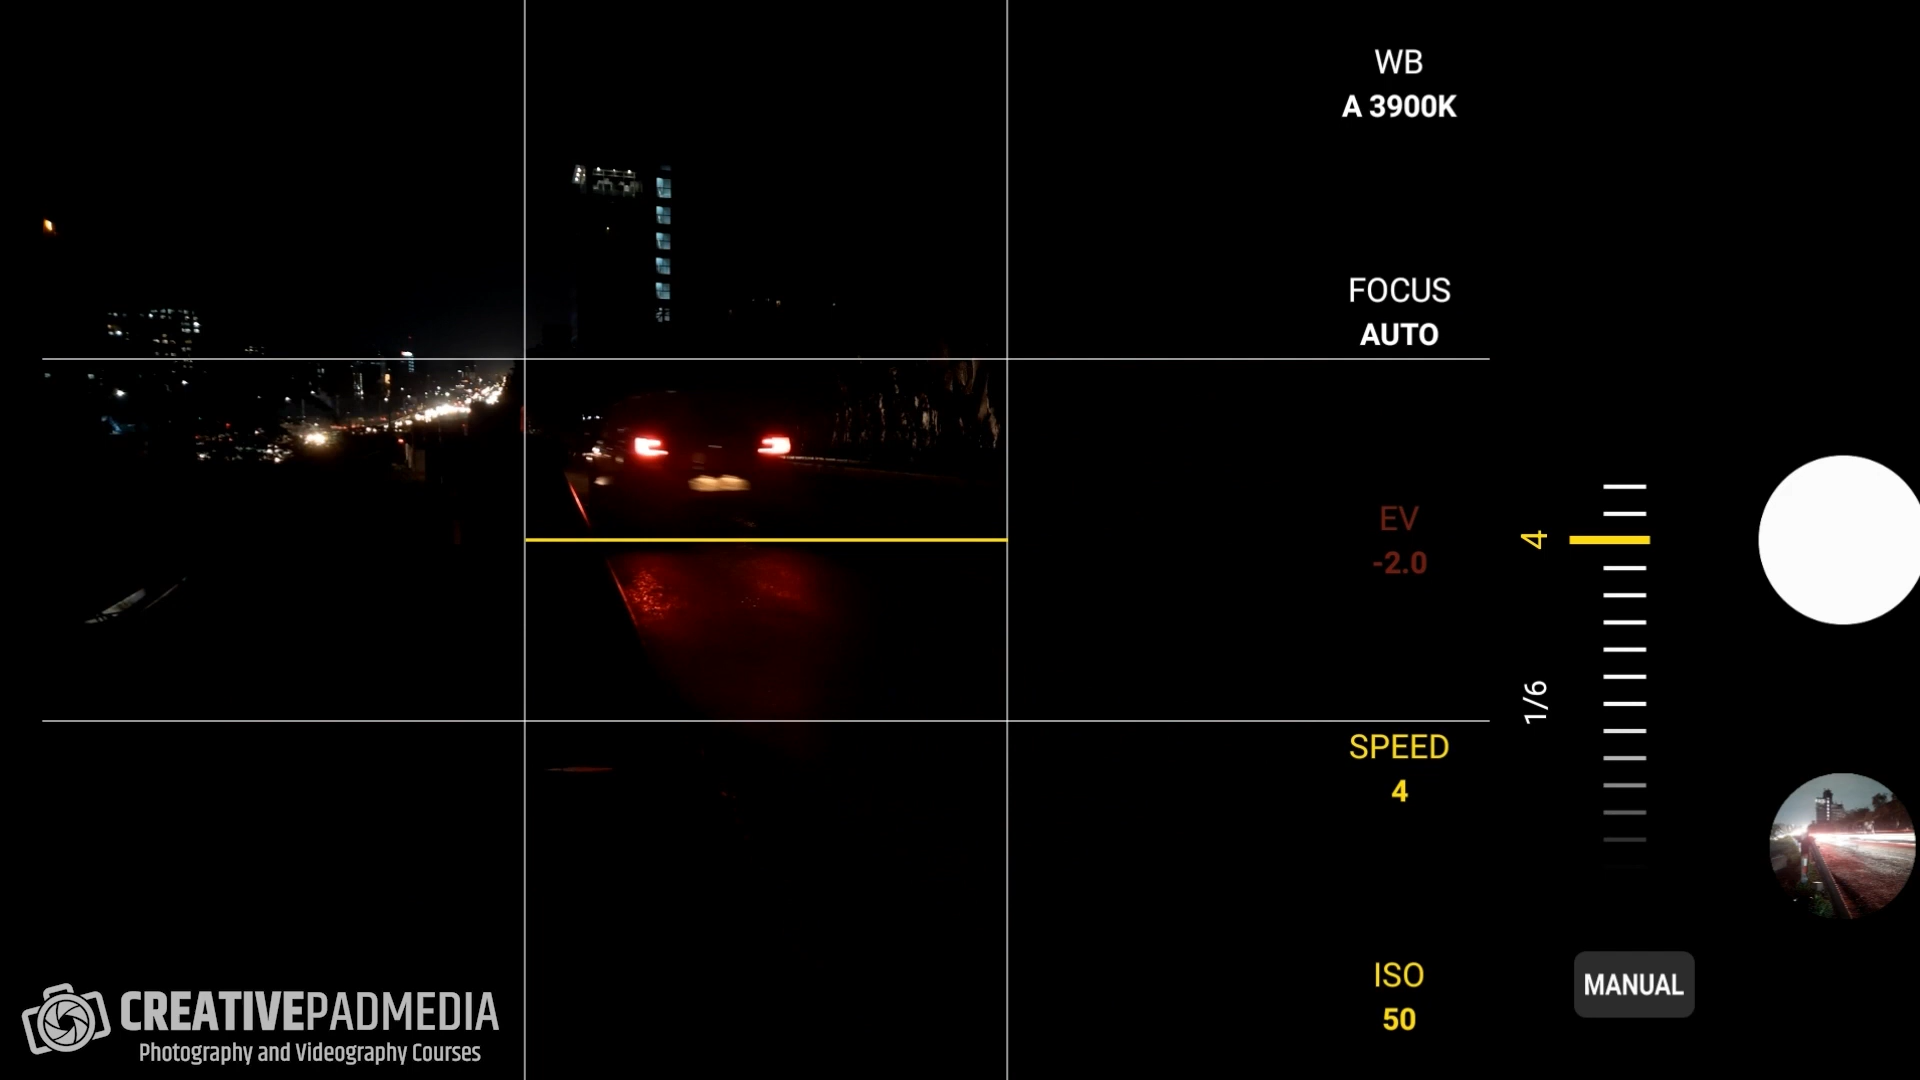 WB
A 3900K
FOCUS
AUTO
EV
-2.0
4
1/6
SPEED
4
ISO
50
MANUAL
CREATIVEPADMEDIA
Photography and Videography Courses